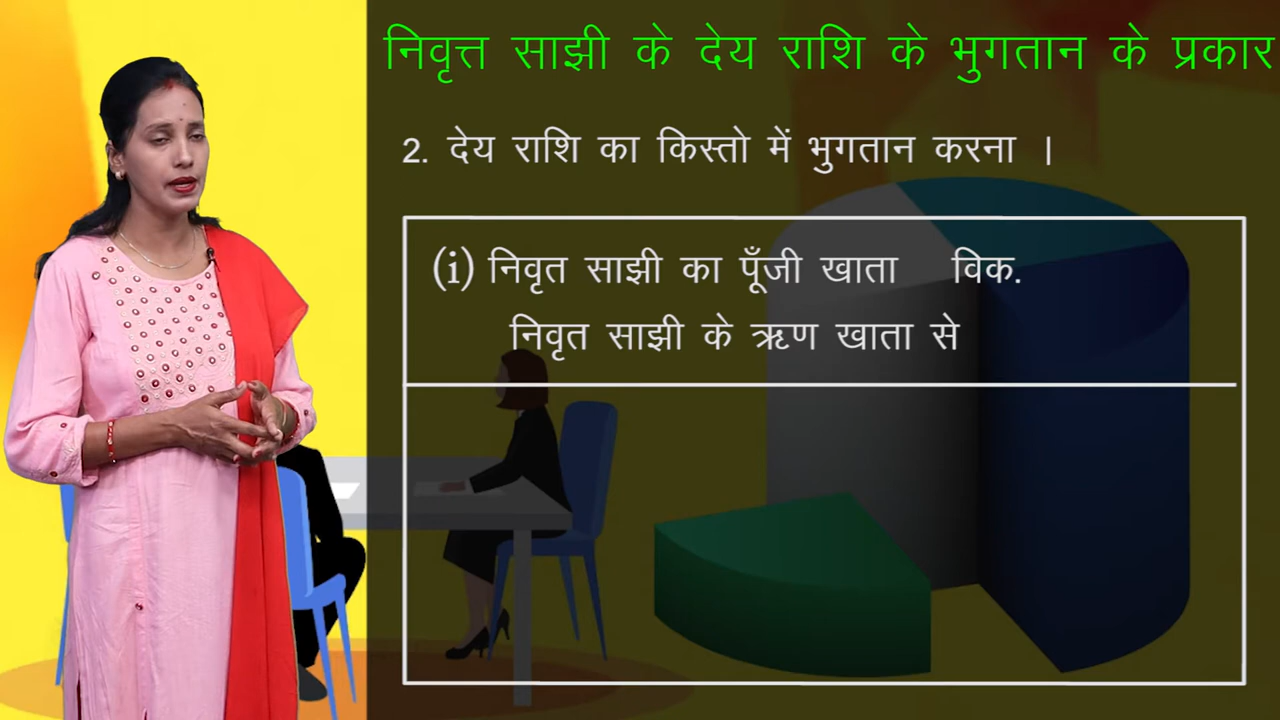 निवृत्त साझी के देय राशि के भुगतान के प्रकार
2. देय राशि का किस्तो में भुगतान करना ।
(i) निवृत साझी का पूँजी खाता विक.
निवृत साझी के ऋण खाता से